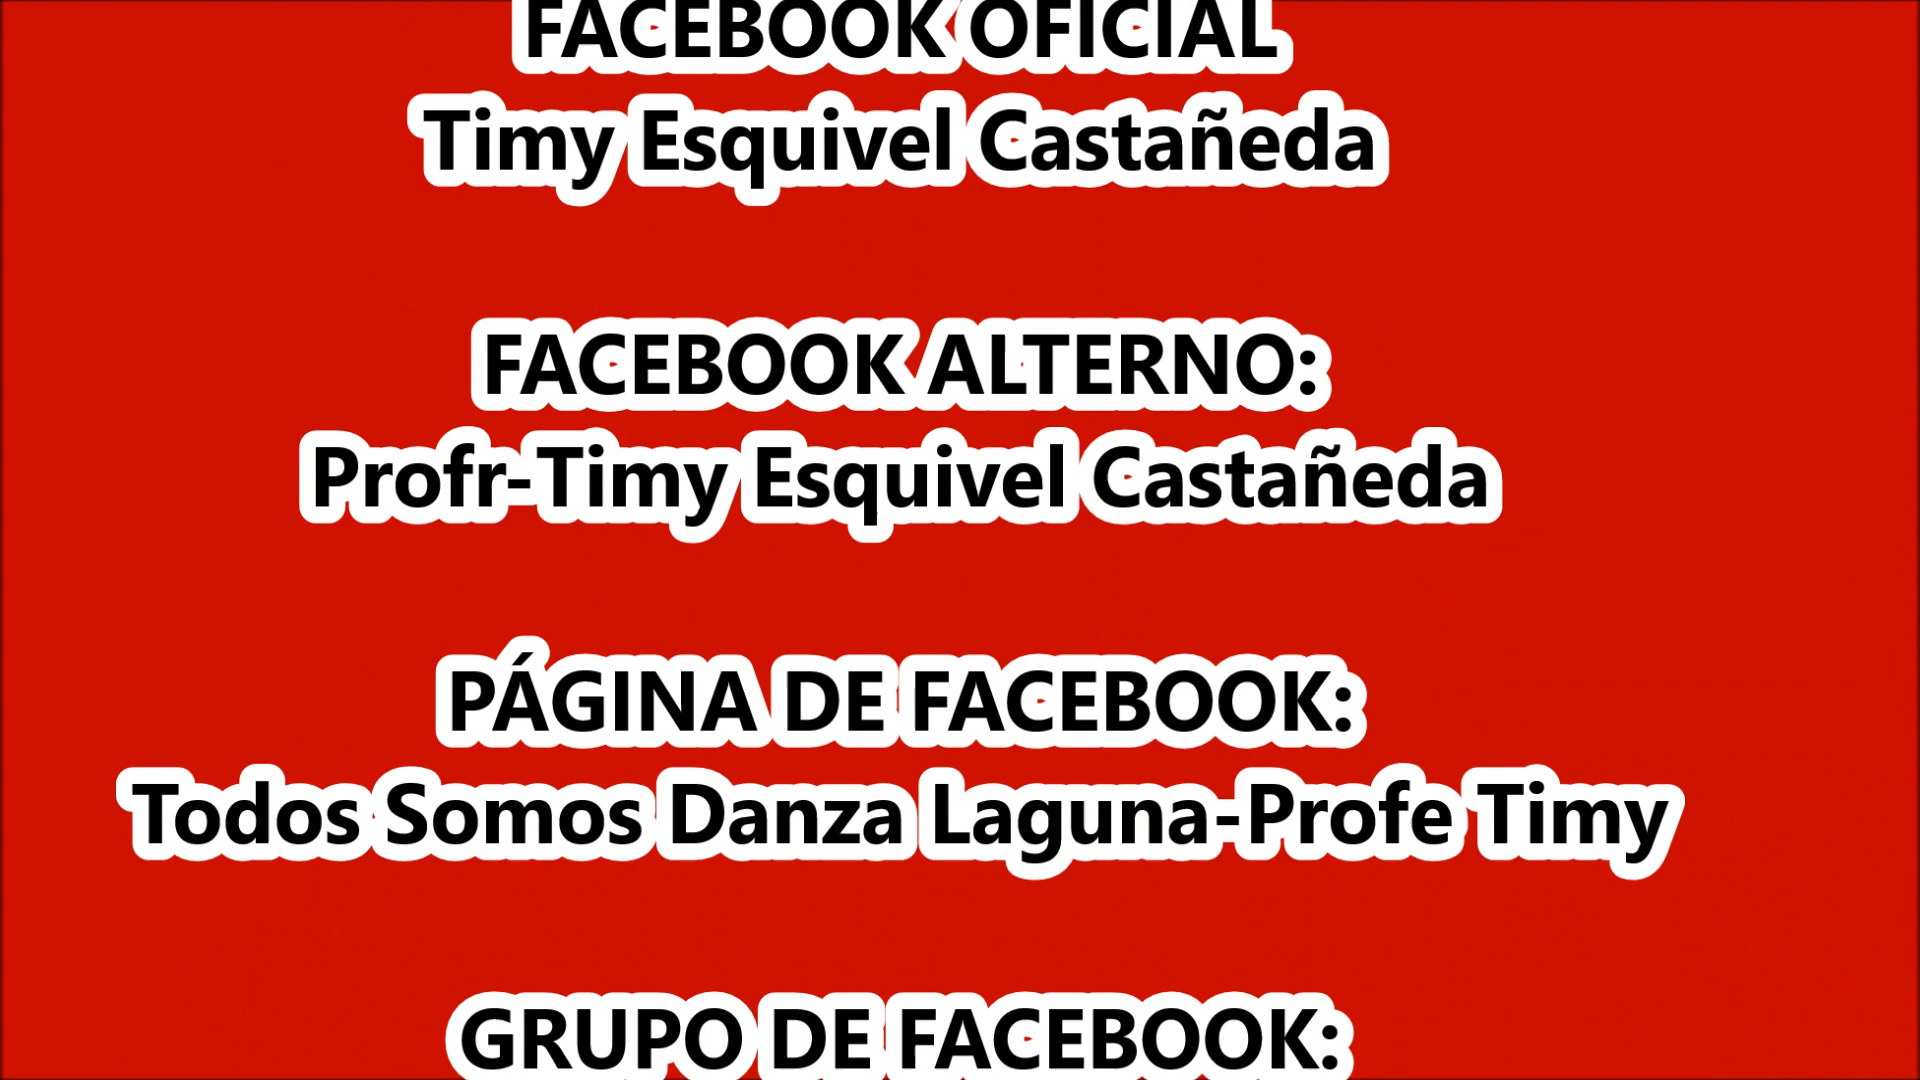 FACEBOOK OFICIAL
Timy Esquivel Castañeda
FACEBOOK ALTERNO:
Profr-Timy Esquivel Castañeda
PÁGINA DE FACEBOOK:
Todos Somos Danza Laguna-Profe Timy
GRUPO DE FACEBOOK: